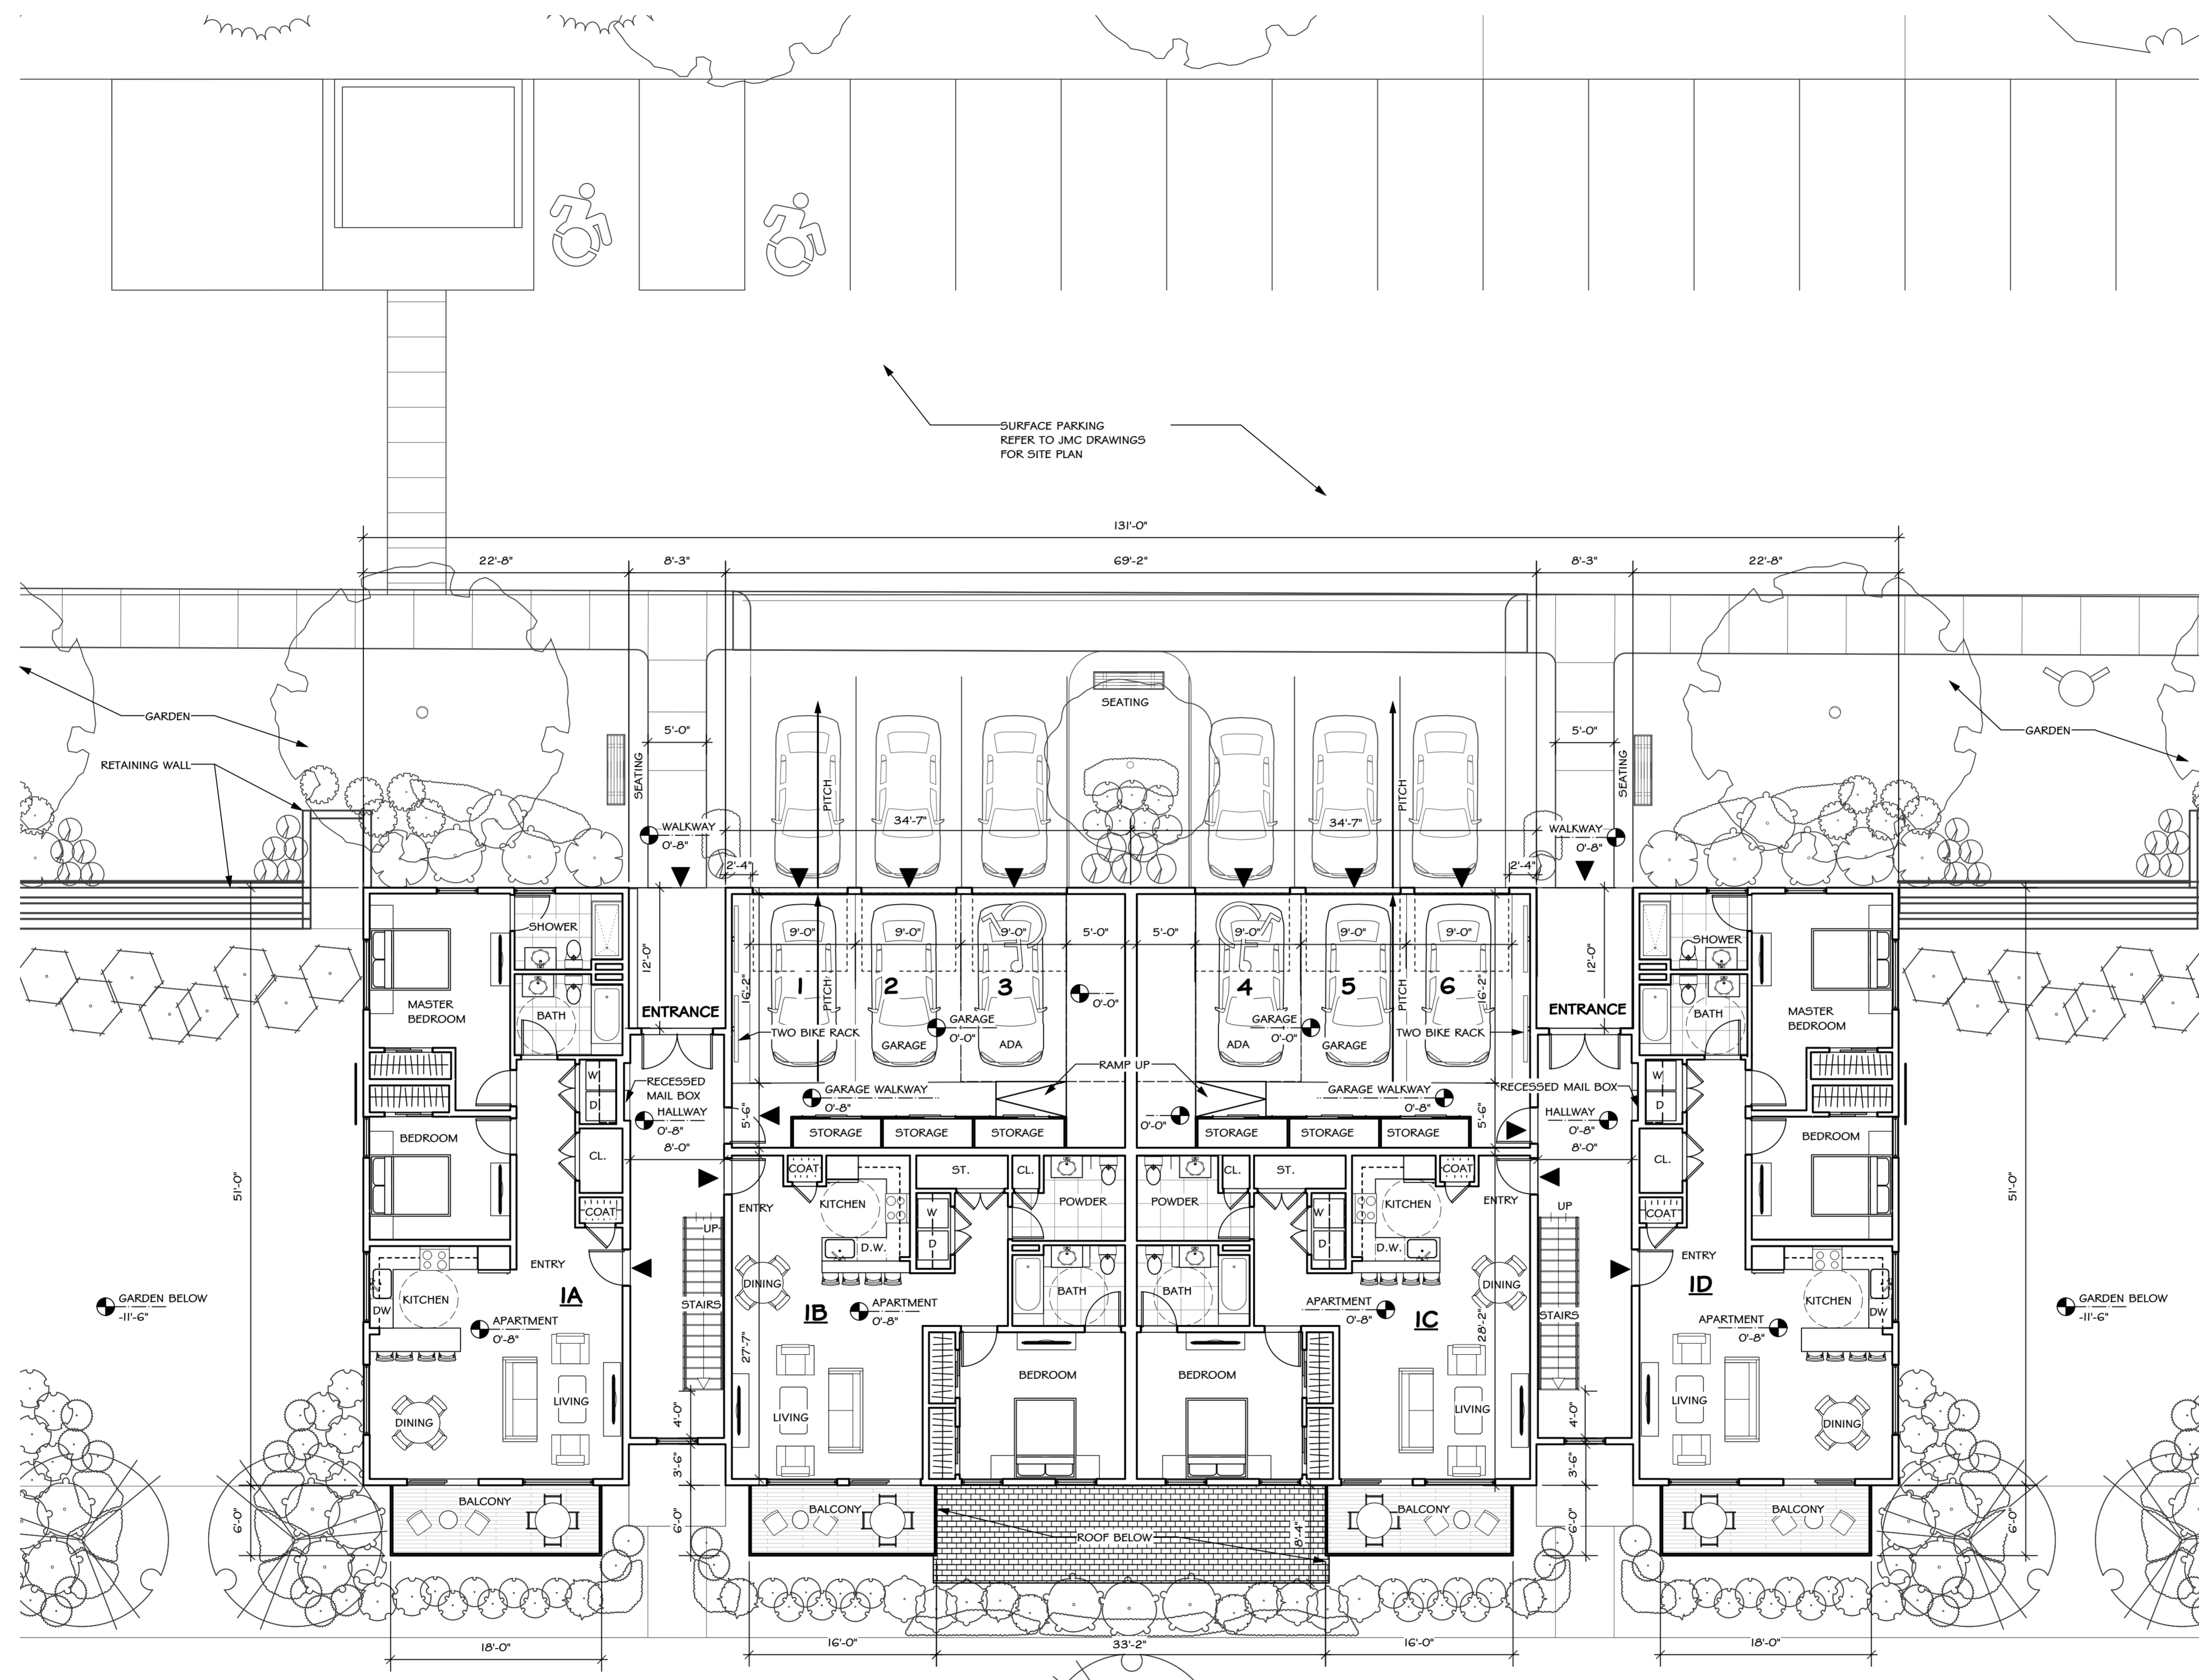 SURFACE PARKING
REFER TO JMC DRAWINGS
FOR SITE PLAN
131'-0"
22'-8"
8'-3"
69'-2"
8'-3"
22'-8"
GARDEN
RETAINING WALL
SEATING
5'-0"
SEATING
5'-0"
SEATING
GARDEN
PITCH
PITCH
34'-7"
34'-7"
WALKWAY
0'-8"
WALKWAY
0'-8"
2'-4"
2'-4"
SHOWER
12'-0"
9'-0"
9'-0"
9'-0"
5'-0"
5'-0"
9'-0"
9'-0"
9'-0"
12'-0"
SHOWER
MASTER
BEDROOM
BATH
ENTRANCE
16'-2"
1
PITCH
2
3
0'-0"
4
5
PITCH
6
16'-2"
ENTRANCE
BATH
MASTER
BEDROOM
TWO BIKE RACK
GARAGE
0'-0"
GARAGE
ADA
GARAGE
0'-0"
ADA
GARAGE
TWO BIKE RACK
RAMP UP
W
D
RECESSED
MAIL BOX
HALLWAY
0'-8"
8'-0"
5'-6"
GARAGE WALKWAY
0'-8"
0'-0"
GARAGE WALKWAY
0'-8"
5'-6"
RECESSED MAIL BOX
HALLWAY
0'-8"
8'-0"
W
D
STORAGE
STORAGE
STORAGE
STORAGE
STORAGE
STORAGE
BEDROOM
CL.
COAT
BEDROOM
CL.
COAT
51'-0"
51'-0"
COAT
ST.
CL.
CL.
ST.
COAT
ENTRY
KITCHEN
W
D
POWDER
POWDER
W
D
KITCHEN
ENTRY
UP
UP
D.W.
D.W.
ENTRY
1A
DINING
BATH
BATH
DINING
ENTRY
1D
KITCHEN
DW
KITCHEN
DW
GARDEN BELOW
-11'-6"
APARTMENT
0'-8"
STAIRS
1B
APARTMENT
0'-8"
APARTMENT
0'-8"
1C
28'-2"
STAIRS
APARTMENT
0'-8"
GARDEN BELOW
-11'-6"
27'-7"
BEDROOM
BEDROOM
LIVING
DINING
LIVING
LIVING
LIVING
DINING
4'-0"
4'-0"
3'-6"
3'-6"
BALCONY
BALCONY
BALCONY
BALCONY
6'-0"
6'-0"
ROOF BELOW
8'-4"
6'-0"
6'-0"
18'-0"
16'-0"
33'-2"
16'-0"
18'-0"